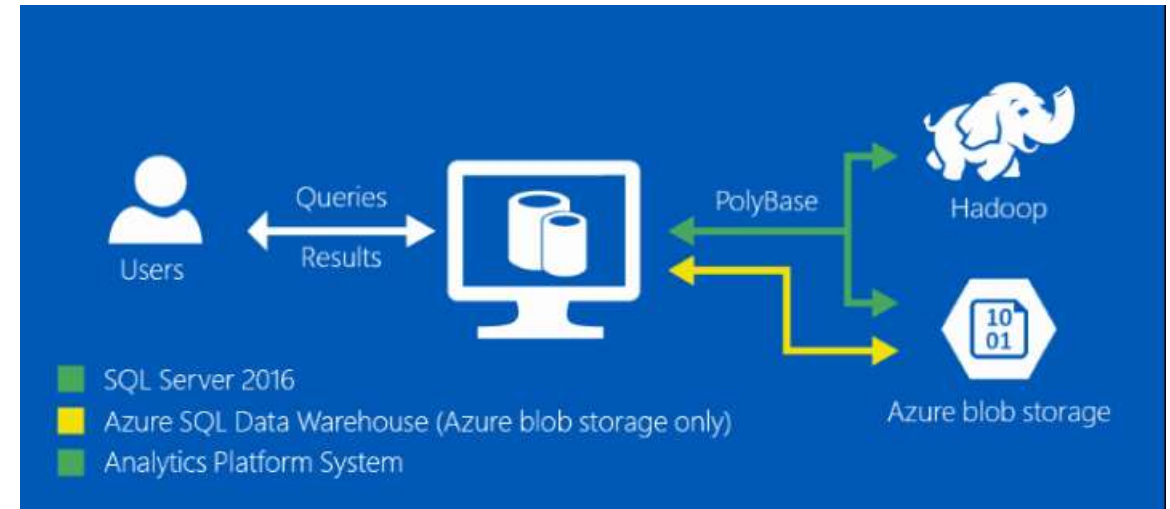 Queries
PolyBase
Hadoop
Users
Results
10
01
SQL Server 2016
Azure SQL Data Warehouse (Azure blob storage only)
Azure blob storage
Analytics Platform System